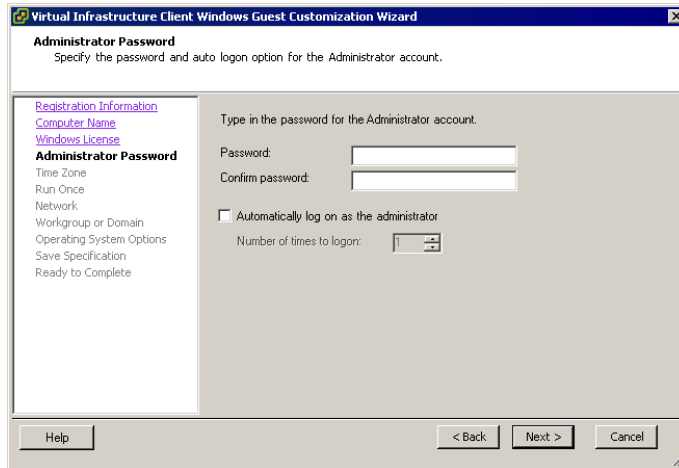 Virtual Infrastructure Client Windows Guest Customization Wizard
Administrator Password
Specify the password and auto logon option for the Administrator account.
Registration Information
Computer Name
Windows License
Administrator Password
Time Zone
Run Once
Network
Workgroup or Domain
Operating System Options
Save Specification
Ready to Complete
Type in the password for the Administrator account.
Password:
Confirm password:
Automatically log on as the administrator
Number of times to logon: 1
Help
< Back
Next >
Cancel